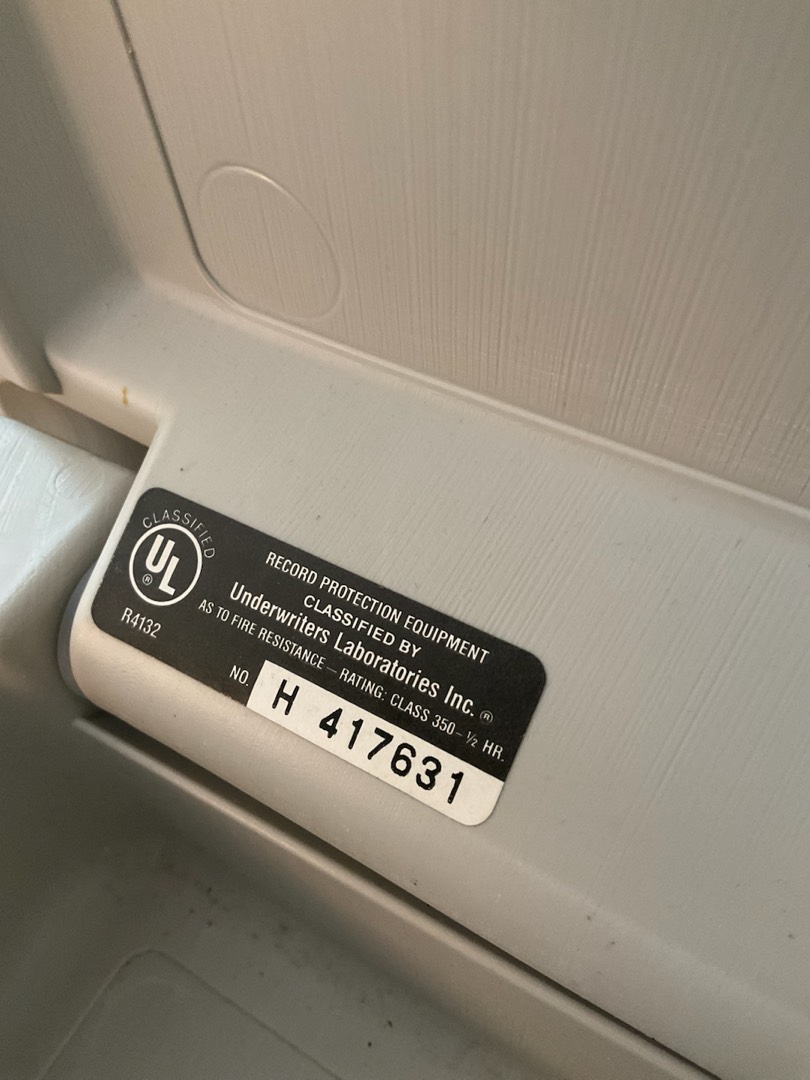 CLASSIFIED
UL®
R4132
RECORD PROTECTION EQUIPMENT
CLASSIFIED BY
Underwriters Laboratories Inc.®
AS TO FIRE RESISTANCE — RATING: CLASS 350–½ HR.
NO. H 417631